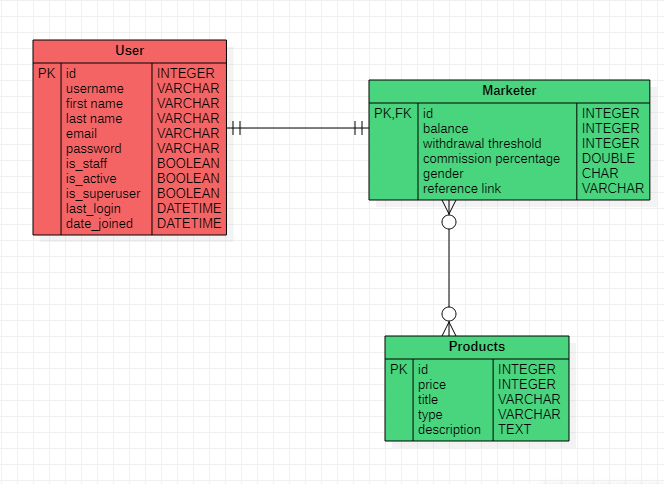 User
PK id INTEGER
username VARCHAR
first name VARCHAR
last name VARCHAR
email VARCHAR
password VARCHAR
is_staff BOOLEAN
is_active BOOLEAN
is_superuser BOOLEAN
last_login DATETIME
date_joined DATETIME
Marketer
PK,FK id INTEGER
balance INTEGER
withdrawal threshold INTEGER
commission percentage DOUBLE
gender CHAR
reference link VARCHAR
Products
PK id INTEGER
price INTEGER
title VARCHAR
type VARCHAR
description TEXT